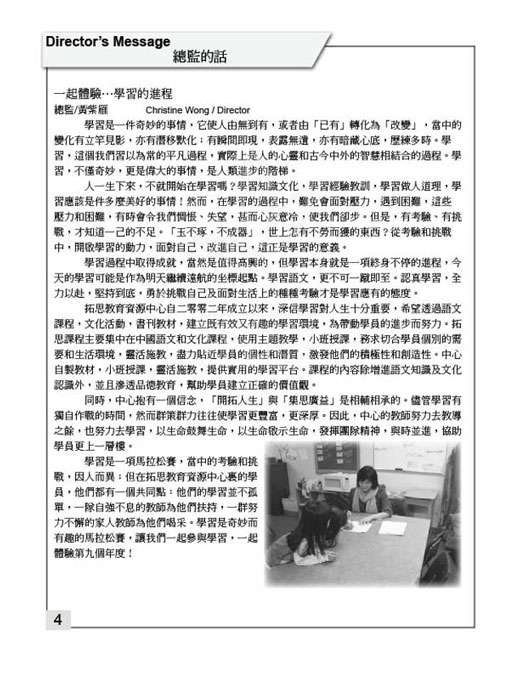 Director's Message
總監的話
一起體驗…學習的進程
總監/黃紫雁 Christine Wong / Director
學習是一件奇妙的事情，它使人由無到有，或者由「已有」轉化為「改變」，當中的
變化有立竿見影，亦有潛移默化；有瞬間即現，表露無遺，亦有暗藏心底，歷練多時。學
習，這個我們習以為常的平凡過程，實際上是人的心靈和古今中外的智慧相結合的過程。學
習，不僅奇妙，更是偉大的事情，是人類進步的階梯。
人一生下來，不就開始在學習嗎？學習知識文化，學習經驗教訓，學習做人道理，學
習應該是件多麼美好的事情！然而，在學習的過程中，難免會面對壓力，遇到困難，這些
壓力和困難，有時會令我們惆悵、失望，甚而心灰意冷，使我們卻步。但是，有考驗、有挑
戰，才知道一己的不足。「玉不琢，不成器」，世上怎有不勞而獲的東西？從考驗和挑戰
中，開敞學習的動力，面對自己，改進自己，這正是學習的意義。
學習過程中取得成就，當然是值得高興的，但學習本身就是一項終身不停的進程，今
天的學習可能是作為明天繼續遠航的坐標起點。學習語文，更不可一蹴即至。認真學習，全
力以赴，堅持到底，勇於挑戰自己及面對生活上的種種考驗才是學習應有的態度。
拓思教育資源中心自二零零二年成立以來，深信學習對人生十分重要，希望透過語文
課程，文化活動，書刊教材，建立既有效又有趣的學習環境，為帶動學員的進步而努力。拓
思課程主要集中在中國語文和文化課程，使用主題教學，小班授課，務求切合學員個別的需
要和生活環境，靈活施教，盡力貼近學員的個性和潛質，激發他們的積極性和創造性。中心
自製教材，小班授課，靈活施教，提供實用的學習平台。課程的內容除增進語文知識及文化
認識外，並且滲透品德教育，幫助學員建立正確的價值觀。
同時，中心抱有一個信念，「開拓人生」與「集思廣益」是相輔相承的。儘管學習有
獨自作戰的時間，然而群策群力往往使學習更豐富，更深厚。因此，中心的教師努力去教導
之餘，也努力去學習，以生命鼓舞生命，以生命啟示生命，發揮團隊精神，與時並進，協助
學員更上一層樓。
學習是一項馬拉松賽，當中的考驗和挑
戰，因人而異；但在拓思教育資源中心裏的學
員，他們都有一個共同點：他們的學習並不孤
單，一隊自強不息的教師為他們扶持，一群努
力不懈的家人教師為他們喝采。學習是奇妙而
有趣的馬拉松賽，讓我們一起參與學習，一起
體驗第九個年度！
4